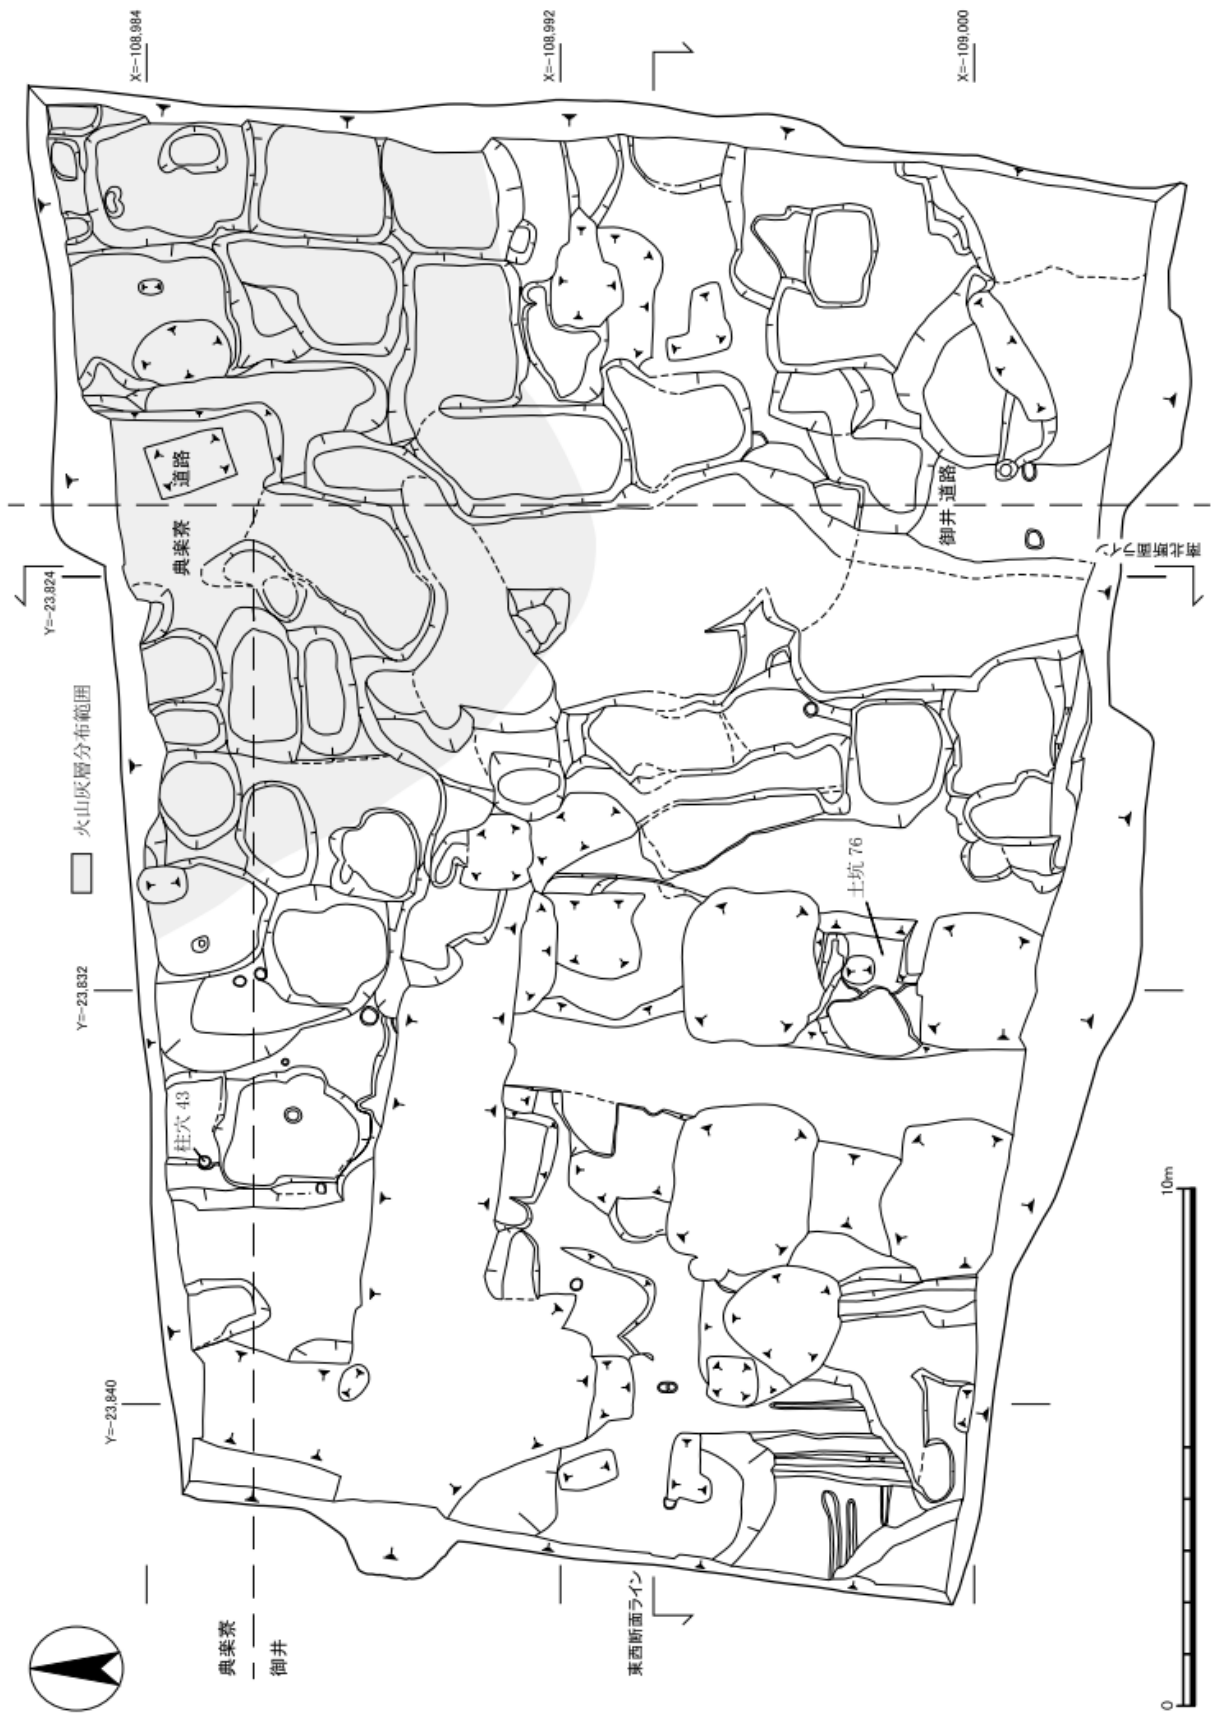 X=-108,984
X=-108,992
X=-109,000
道路
典楽寮
御井 道路
南北断面ライン
Y=-23,824
火山灰層分布範囲
土坑 76
Y=-23,832
柱穴 43
Y=-23,840
典楽寮
御井
東西断面ライン
0
10m